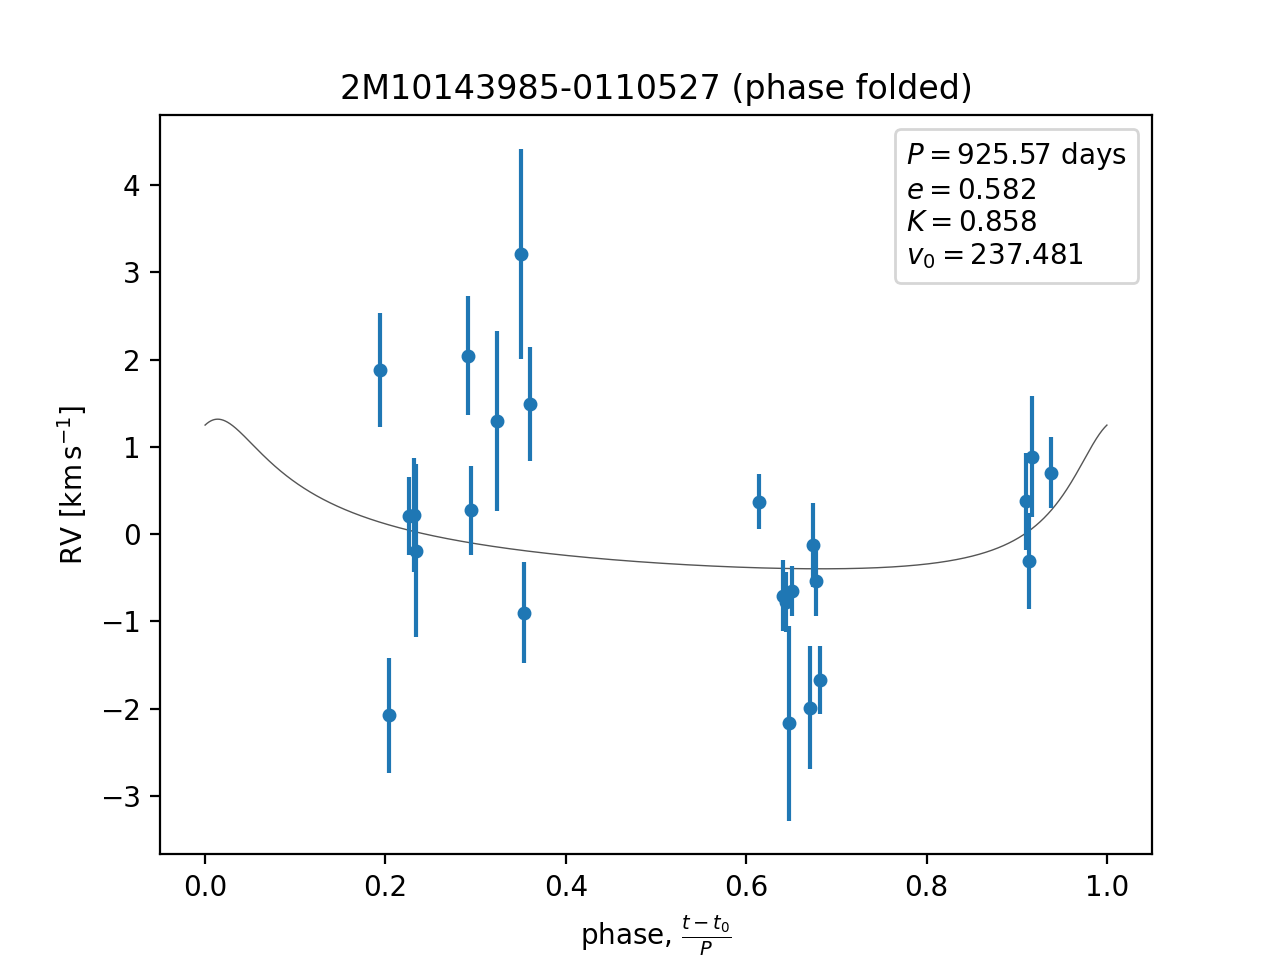 2M10143985-0110527 (phase folded)
P = 925.57 days
e = 0.582
K = 0.858
v₀ = 237.481
RV [km s⁻¹]
4
3
2
1
0
−1
−2
−3
0.0 0.2 0.4 0.6 0.8 1.0
phase, (t − t₀)/P